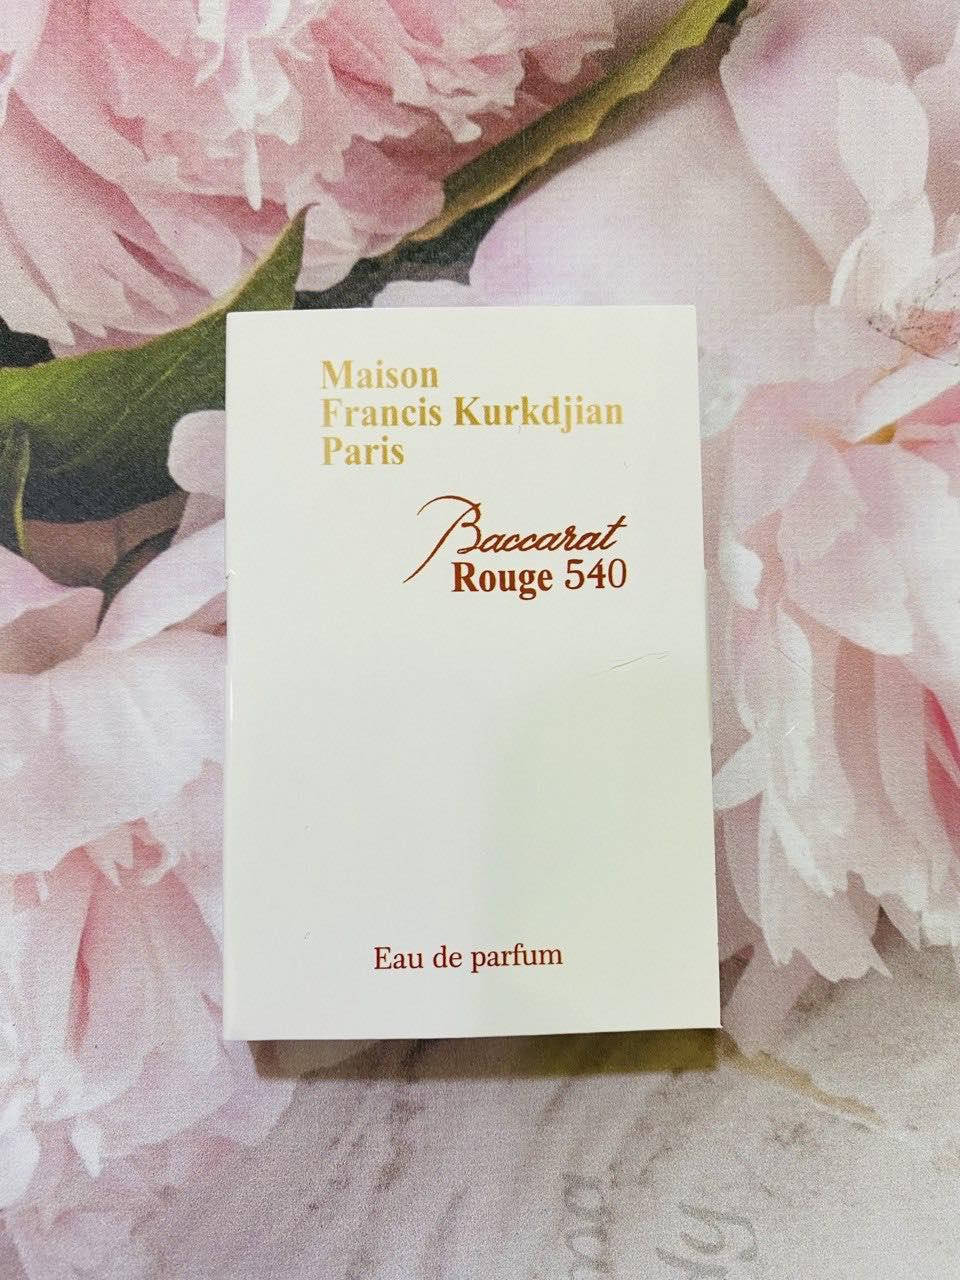 Maison
Francis Kurkdjian
Paris
Baccarat
Rouge 540
Eau de parfum